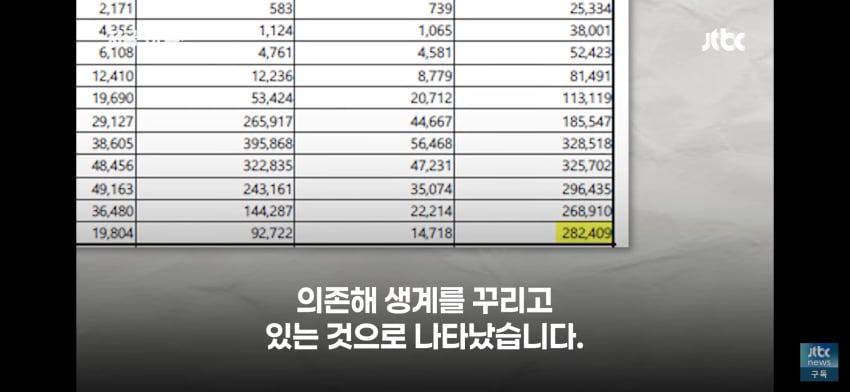 2,171 583 739 25,334
4,356 1,124 1,065 38,001
6,108 4,761 4,581 52,423
12,410 12,236 8,779 81,491
19,690 53,424 20,712 113,119
29,127 265,917 44,667 185,547
38,605 395,868 56,468 328,518
48,456 322,835 47,231 325,702
49,163 243,161 35,074 296,435
36,480 144,287 22,214 268,910
19,804 92,722 14,718 282,409
jtbc
의존해 생계를 꾸리고
있는 것으로 나타났습니다.
jtbc
news
구독